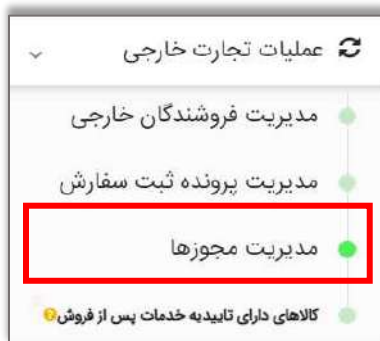 عملیات تجارت خارجی
مدیریت فروشندگان خارجی
مدیریت پرونده ثبت سفارش
مدیریت مجوزها
کالاهای دارای تاییدیه خدمات پس از فروش